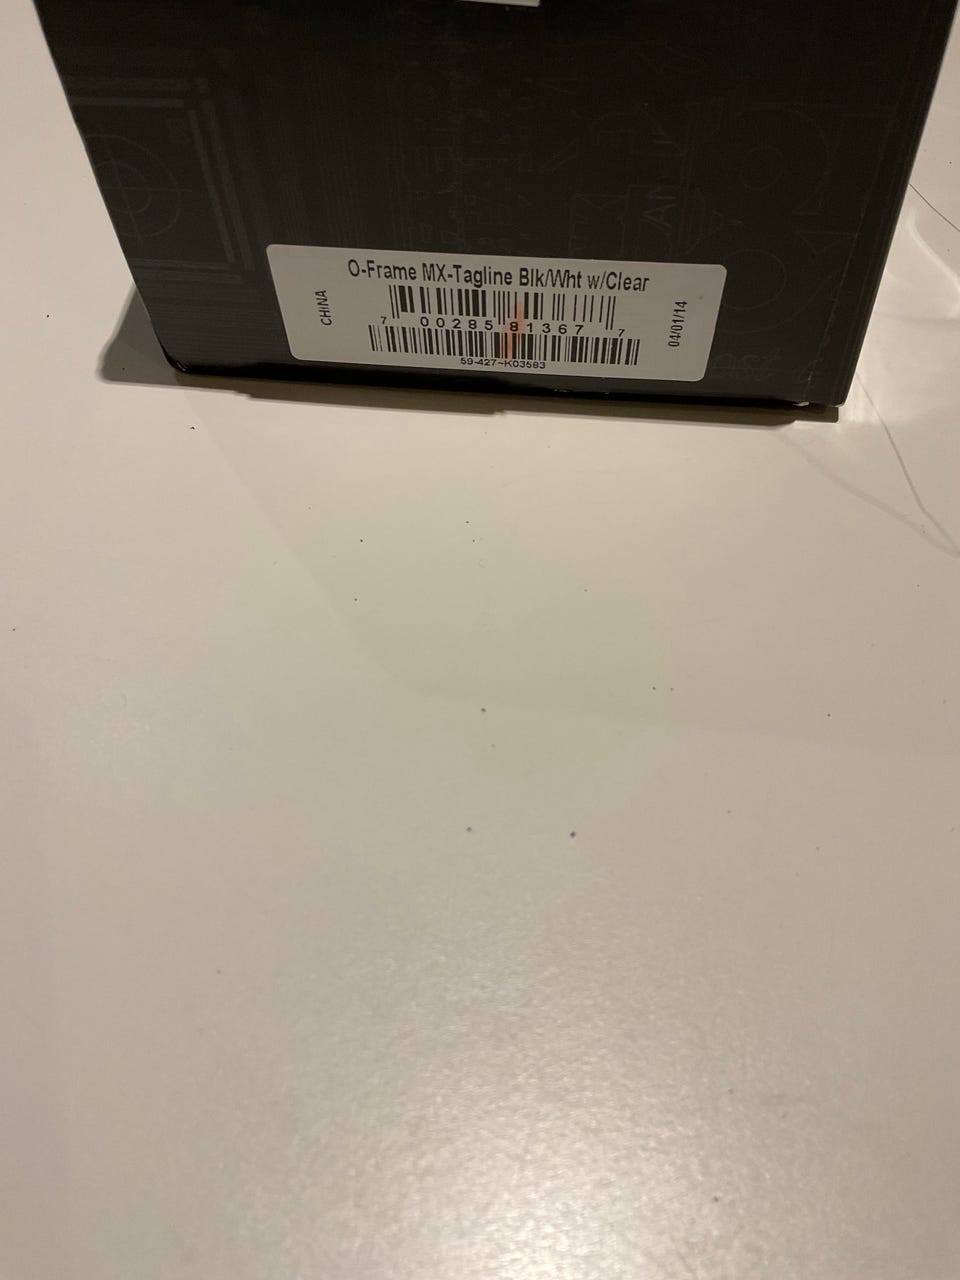 O-Frame MX-Tagline Blk/Wht w/Clear
CHINA
7 00285 81367 7
59-427~K03583
04/01/14